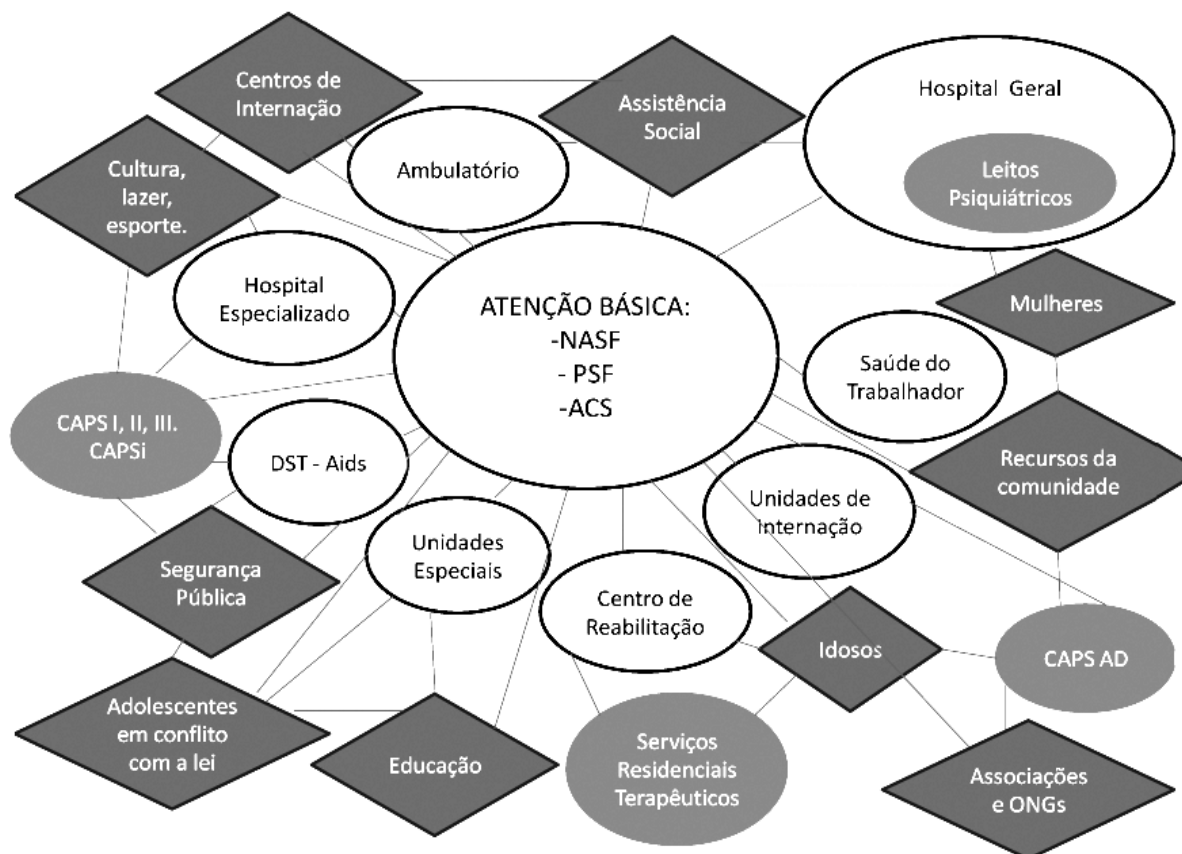 Centros de
Internação
Assistência
Social
Hospital Geral
Leitos
Psiquiátricos
Ambulatório
Cultura,
lazer,
esporte.
Hospital
Especializado
ATENÇÃO BÁSICA:
-NASF
- PSF
-ACS
Mulheres
Saúde do
Trabalhador
CAPS I, II, III.
CAPSi
DST - Aids
Recursos da
comunidade
Unidades de
internação
Unidades
Especiais
Segurança
Pública
Centro de
Reabilitação
Idosos
CAPS AD
Adolescentes
em conflito
com a lei
Educação
Serviços
Residenciais
Terapêuticos
Associações
e ONGs